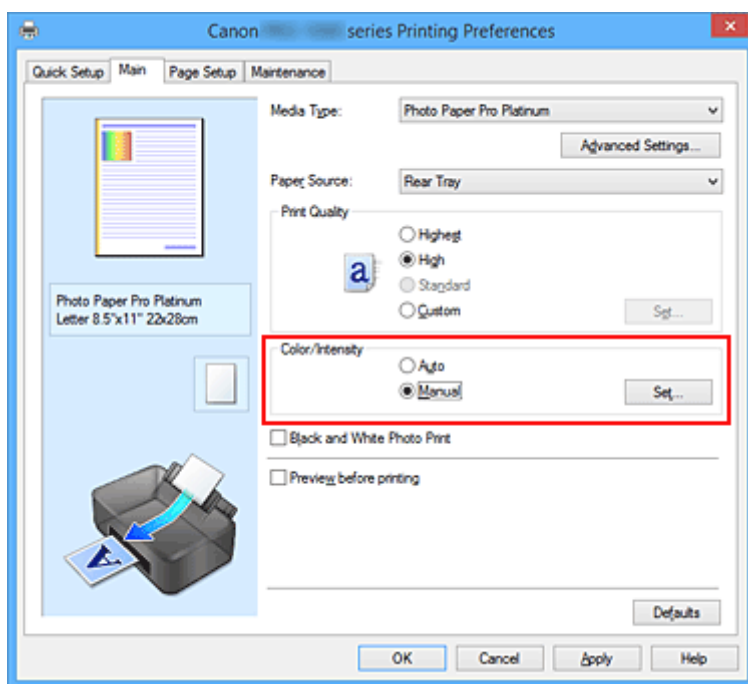 Canon series Printing Preferences
Quick Setup Main Page Setup Maintenance
Media Type: Photo Paper Pro Platinum
Advanced Settings...
Paper Source: Rear Tray
Print Quality
Highest
a High
Standard
Photo Paper Pro Platinum
Letter 8.5"x11" 22x28cm
Custom Set...
Color/Intensity
Auto
Manual Set...
Black and White Photo Print
Preview before printing
A
Defaults
OK Cancel Apply Help